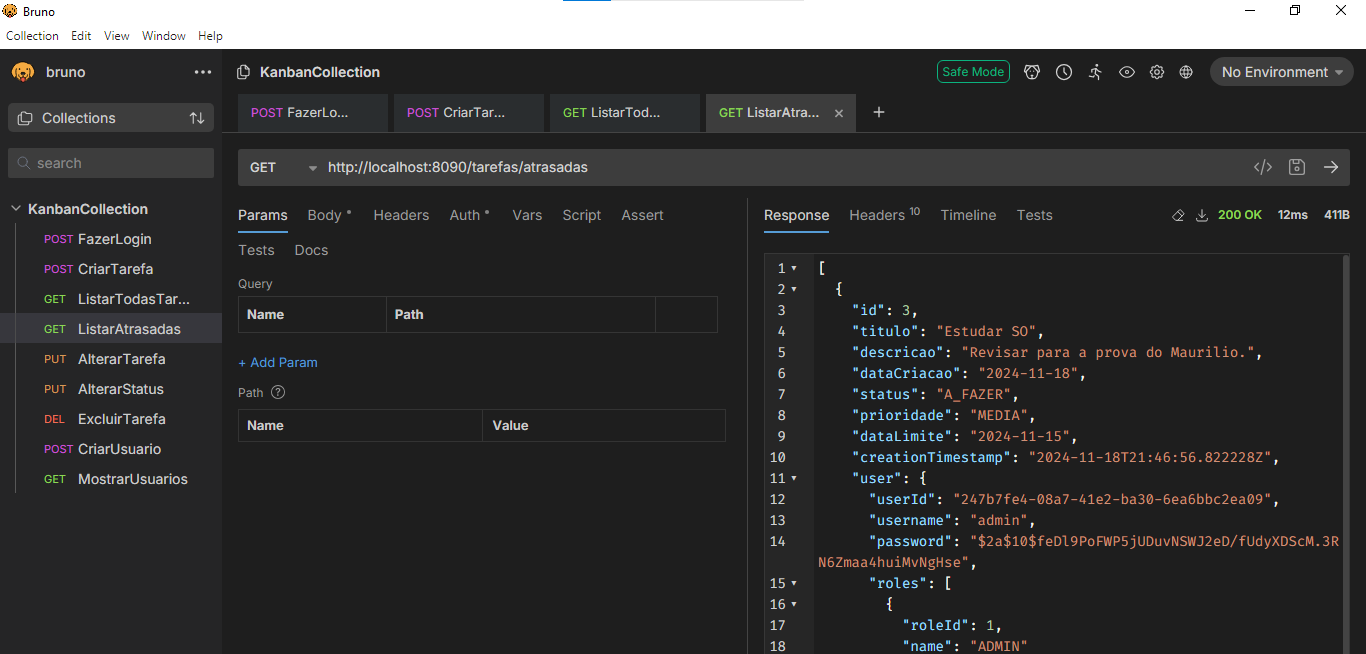 Bruno
Collection Edit View Window Help
bruno
Collections
search
KanbanCollection
POST FazerLogin
POST CriarTarefa
GET ListarTodasTar...
GET ListarAtrasadas
PUT AlterarTarefa
PUT AlterarStatus
DEL ExcluirTarefa
POST CriarUsuario
GET MostrarUsuarios
KanbanCollection
Safe Mode
No Environment
POST FazerLo... POST CriarTar... GET ListarTod... GET ListarAtra... × +
GET http://localhost:8090/tarefas/atrasadas
Params Body Headers Auth Vars Script Assert
Tests Docs
Query
Name Path
+ Add Param
Path ?
Name Value
Response Headers 10 Timeline Tests 200 OK 12ms 411B
1 [
2 {
3 "id": 3,
4 "titulo": "Estudar SO",
5 "descricao": "Revisar para a prova do Maurilio.",
6 "dataCriacao": "2024-11-18",
7 "status": "A_FAZER",
8 "prioridade": "MEDIA",
9 "dataLimite": "2024-11-15",
10 "creationTimestamp": "2024-11-18T21:46:56.822228Z",
11 "user": {
12 "userId": "247b7fe4-08a7-41e2-ba30-6ea6bbc2ea09",
13 "username": "admin",
14 "password": "$2a$10$feDl9PoFWP5jUDuvNSWJ2eD/fUdyXDScM.3R
N6Zmaa4huiMvNgHse",
15 "roles": [
16 {
17 "roleId": 1,
18 "name": "ADMIN"